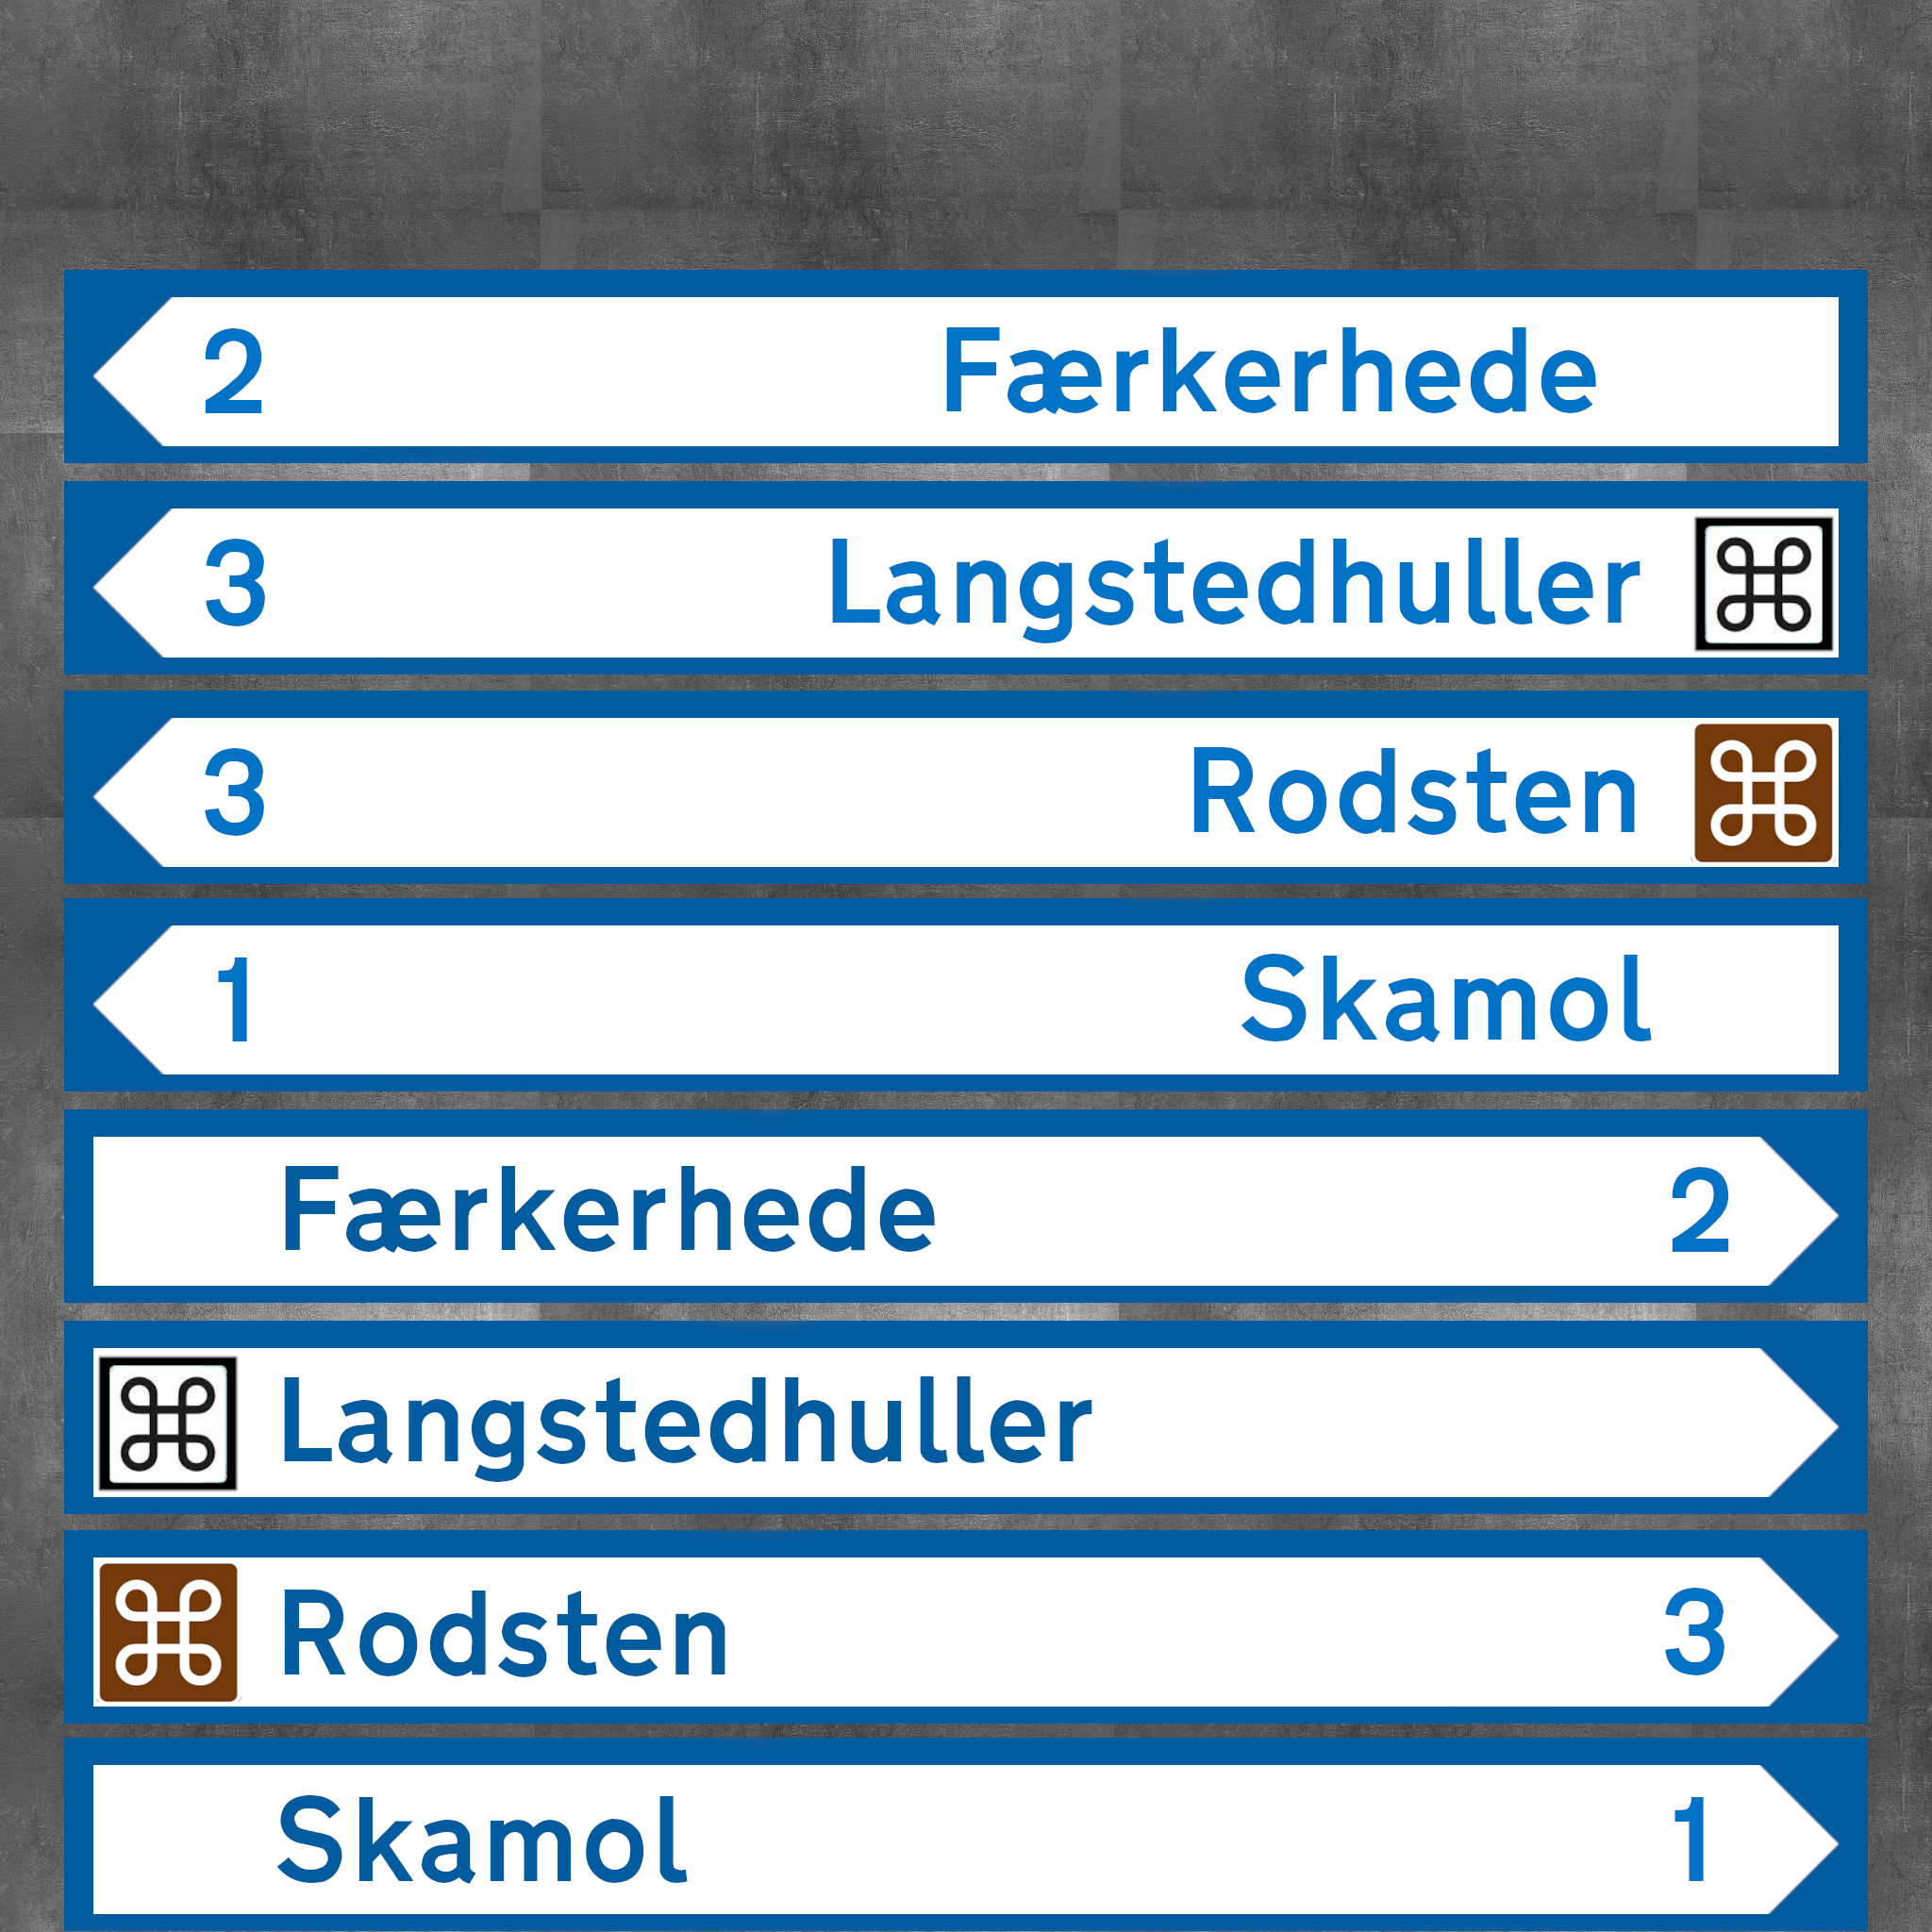 2 Færkerhede
3 Langstedhuller
3 Rodsten
1 Skamol
Færkerhede 2
Langstedhuller
Rodsten 3
Skamol 1